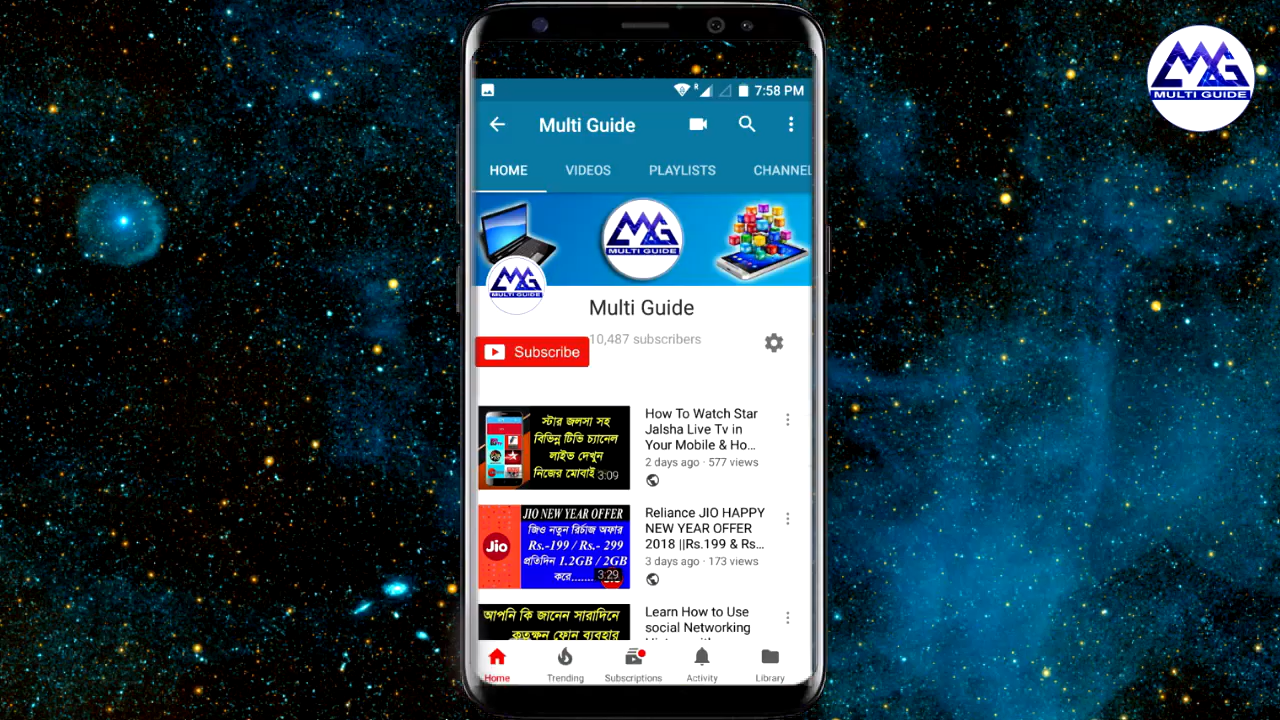 MULTI GUIDE
R
7:58 PM
Multi Guide
HOME VIDEOS PLAYLISTS CHANNEL
MULTI GUIDE
MULTI GUIDE
Multi Guide
10,487 subscribers
Subscribe
স্টার জলসা সহ
বিভিন্ন টিভি চ্যানেল
লাইভ দেখুন
নিজের মোবাই
3:09
How To Watch Star
Jalsha Live Tv in
Your Mobile & Ho...
2 days ago · 577 views
JIO NEW YEAR OFFER
জিও নতুন রির্চাজ অফার
Rs.-199 / Rs.- 299
প্রতিদিন 1.2GB / 2GB
করে.......
Jio
3:29
Reliance JIO HAPPY
NEW YEAR OFFER
2018 ||Rs.199 & Rs...
3 days ago · 173 views
আপনি কি জানেন সারাদিনে
কতক্ষন ফোন ব্যবহার
Learn How to Use
social Networking
Home Trending Subscriptions Activity Library